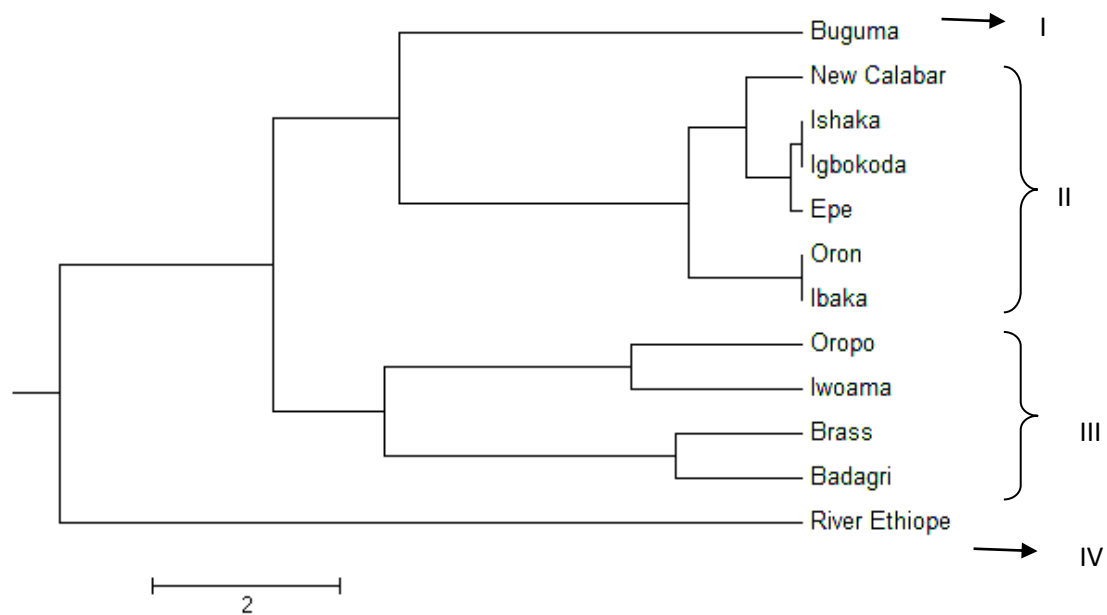 Buguma
I
New Calabar
Ishaka
Igbokoda
Epe
II
Oron
Ibaka
Oropo
Iwoama
Brass
III
Badagri
River Ethiope
IV
2